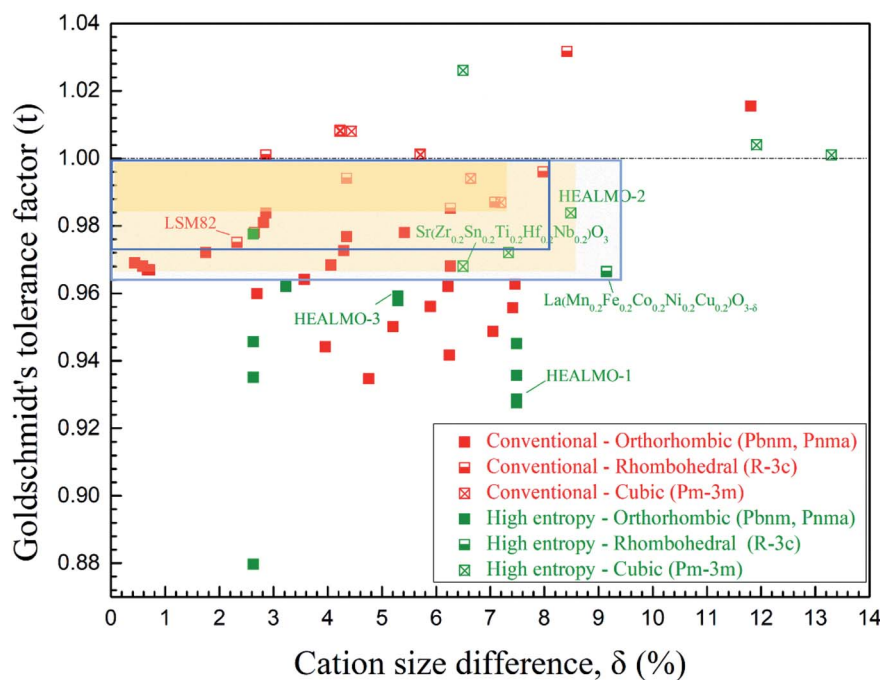 Goldschmidt's tolerance factor (t)
1.04
1.02
1.00
0.98
0.96
0.94
0.92
0.90
0.88
LSM82
HEALMO-2
Sr(Zr0.2Sn0.2Ti0.2Hf0.2Nb0.2)O3
HEALMO-3
La(Mn0.2Fe0.2Co0.2Ni0.2Cu0.2)O3-δ
HEALMO-1
Conventional - Orthorhombic (Pbnm, Pnma)
Conventional - Rhombohedral (R-3c)
Conventional - Cubic (Pm-3m)
High entropy - Orthorhombic (Pbnm, Pnma)
High entropy - Rhombohedral (R-3c)
High entropy - Cubic (Pm-3m)
0 1 2 3 4 5 6 7 8 9 10 11 12 13 14
Cation size difference, δ (%)